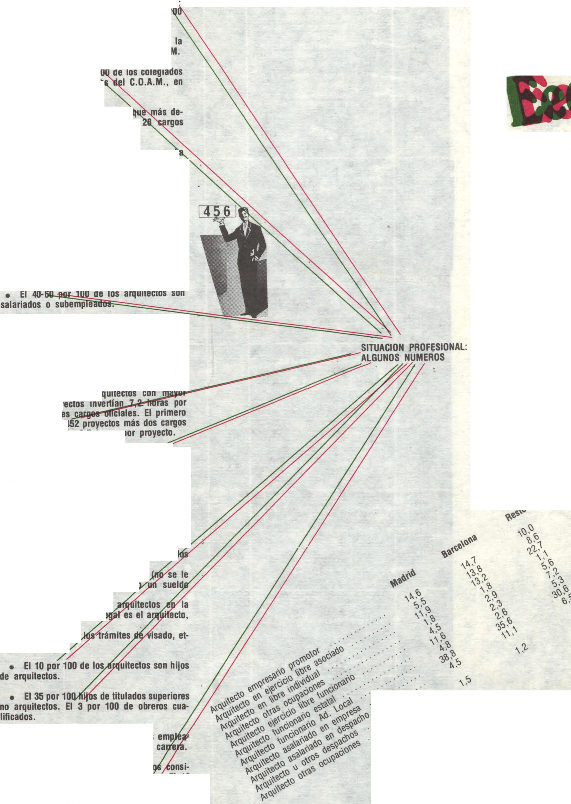 00
la
M.
00 de los colegiados
s del C.O.A.M., en
que más de-
20 cargos
a
456
● El 40-50 por 100 de los arquitectos son
salariados o subempleados.
SITUACION PROFESIONAL:
ALGUNOS NUMEROS
quitectos con mayor
yectos invertían 7,2 horas por
es cargos oficiales. El primero
152 proyectos más dos cargos
por proyecto.
los
(no se le
un sueldo
arquitectos en la
gal es el arquitecto,
los trámites de visado, et-
● El 10 por 100 de los arquitectos son hijos
de arquitectos.
● El 35 por 100 hijos de titulados superiores
no arquitectos. El 3 por 100 de obreros cua-
lificados.
emplea-
carrera.
os consi-
Madrid
14,6
5,5
11,9
1,8
4,5
11,6
4,8
38,8
4,5
1,5
Barcelona
14,7
13,8
13,2
1,8
2,9
2,3
2,6
35,6
11,1
1,2
Resto
10,0
8,6
22,7
1,1
5,6
7,2
5,3
30,6
6,5
Arquitecto empresario promotor
Arquitecto en ejercicio libre asociado
Arquitecto en libre individual
Arquitecto otras ocupaciones
Arquitecto ejercicio libre funcionario
Arquitecto funcionario estatal
Arquitecto funcionario Ad. Local
Arquitecto asalariado en empresa
Arquitecto asalariado en despacho
Arquitecto u otros despachos
Arquitecto otras ocupaciones